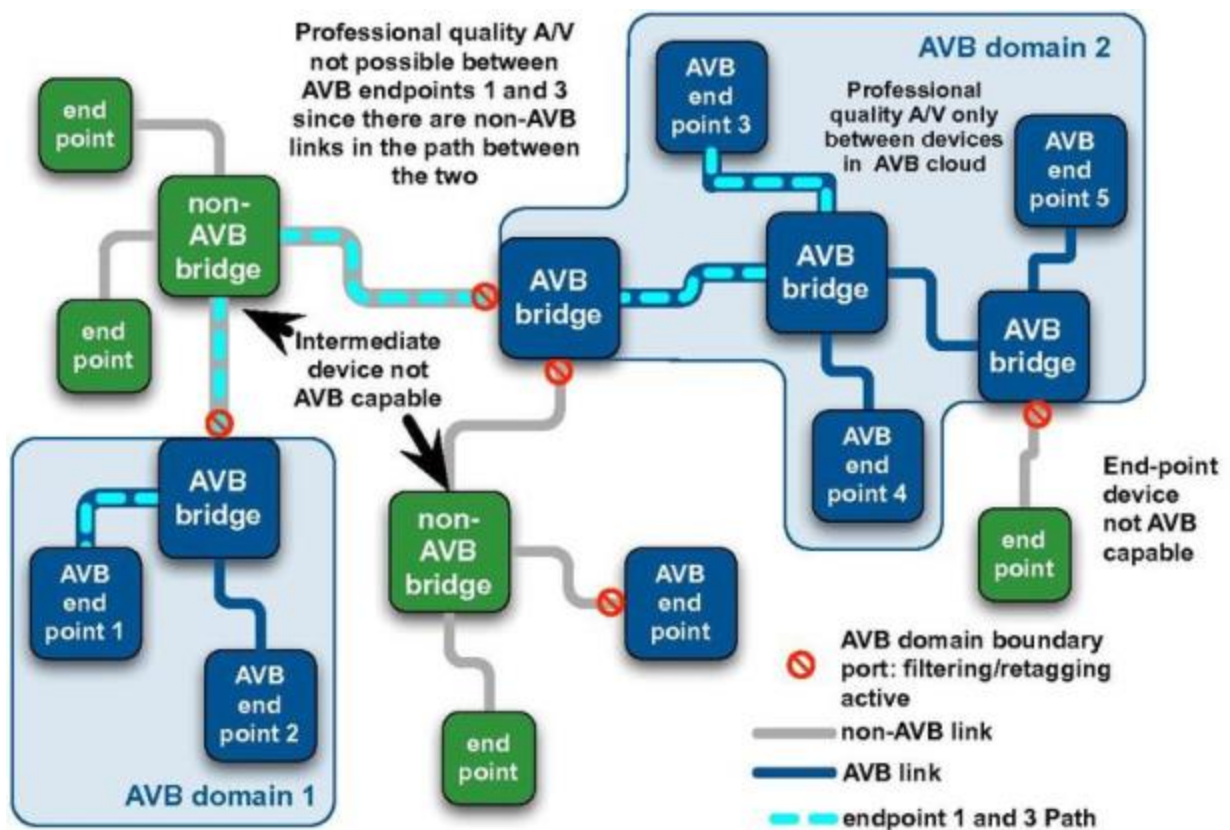 Professional quality A/V
not possible between
AVB endpoints 1 and 3
since there are non-AVB
links in the path between
the two
AVB domain 2
AVB
end
point 3
Professional
quality A/V only
between devices
in AVB cloud
AVB
end
point 5
end
point
non-
AVB
bridge
end
point
AVB
bridge
AVB
bridge
AVB
bridge
Intermediate
device not
AVB capable
AVB
end
point 4
End-point
device
not AVB
capable
end
point
AVB
bridge
AVB
end
point 1
AVB
end
point 2
AVB domain 1
non-
AVB
bridge
AVB
end
point
end
point
AVB domain boundary
port: filtering/retagging
active
non-AVB link
AVB link
endpoint 1 and 3 Path